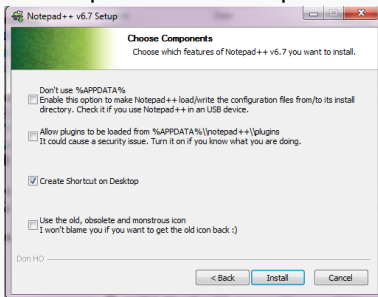 Notepad++ v6.7 Setup
Choose Components
Choose which features of Notepad++ v6.7 you want to install.
Don't use %APPDATA%
Enable this option to make Notepad++ load/write the configuration files from/to its install
directory. Check it if you use Notepad++ in an USB device.
Allow plugins to be loaded from %APPDATA%\\notepad++\plugins
It could cause a security issue. Turn it on if you know what you are doing.
Create Shortcut on Desktop
Use the old, obsolete and monstrous icon
I won't blame you if you want to get the old icon back :)
Don HO
< Back
Install
Cancel